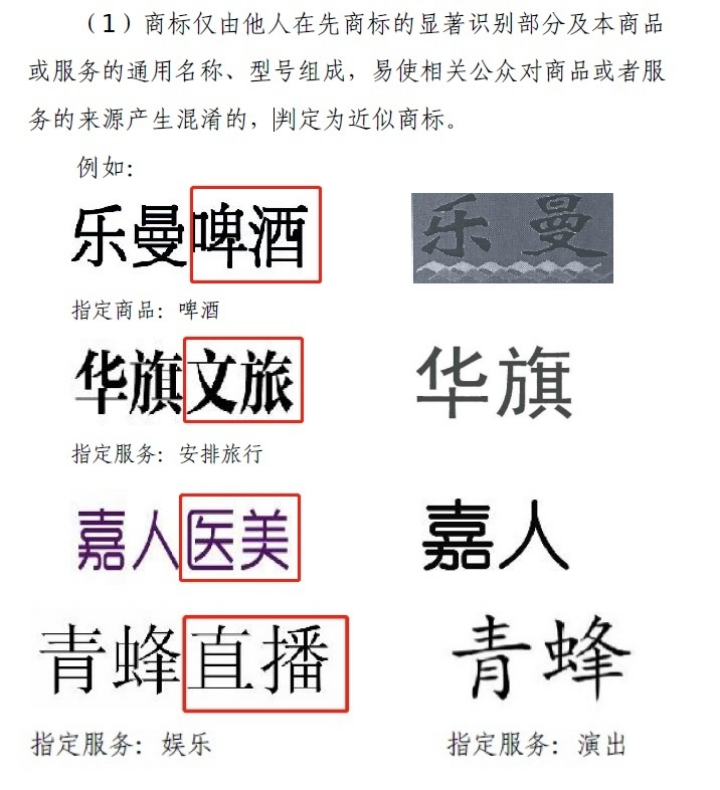 （1）商标仅由他人在先商标的显著识别部分及本商品
或服务的通用名称、型号组成，易使相关公众对商品或者服
务的来源产生混淆的，判定为近似商标。
例如：
乐曼啤酒 乐曼
指定商品：啤酒
华旗文旅 华旗
指定服务：安排旅行
嘉人医美 嘉人
青蜂直播 青蜂
指定服务：娱乐 指定服务：演出